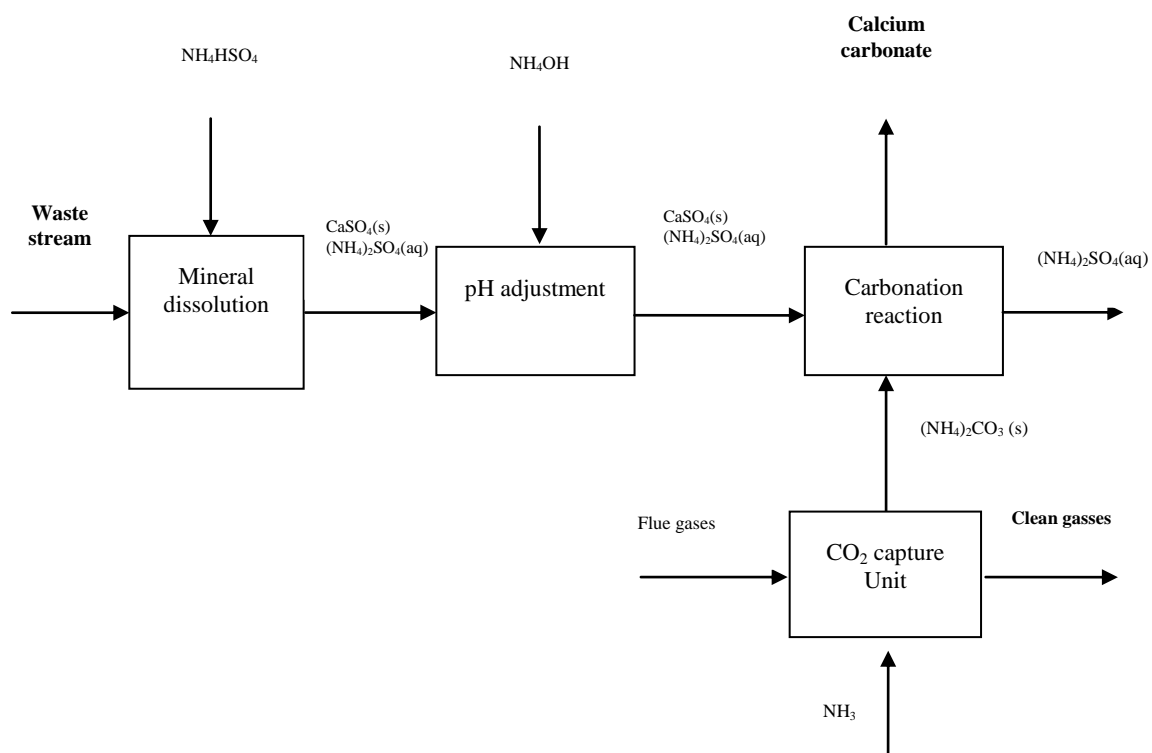 Calcium
carbonate
NH₄HSO₄
NH₄OH
Waste
stream
CaSO₄(s)
(NH₄)₂SO₄(aq)
CaSO₄(s)
(NH₄)₂SO₄(aq)
(NH₄)₂SO₄(aq)
Mineral
dissolution
pH adjustment
Carbonation
reaction
(NH₄)₂CO₃ (s)
Flue gases
Clean gasses
CO₂ capture
Unit
NH₃